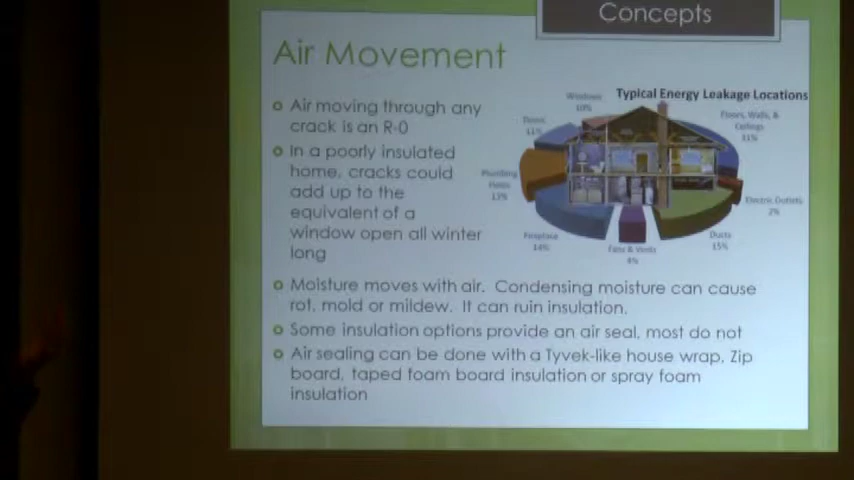 Concepts
Air Movement
Typical Energy Leakage Locations
Air moving through any
crack is an R-0
In a poorly insulated
home, cracks could
add up to the
equivalent of a
window open all winter
long
Windows
10%
Doors
11%
Plumbing
13%
Fireplace
14%
Fans & Vents
4%
Ducts
15%
Electric Outlets
2%
Floors, Walls, &
Ceilings
31%
Moisture moves with air. Condensing moisture can cause
rot, mold or mildew. It can ruin insulation.
Some insulation options provide an air seal, most do not
Air sealing can be done with a Tyvek-like house wrap, Zip
board, taped foam board insulation or spray foam
insulation